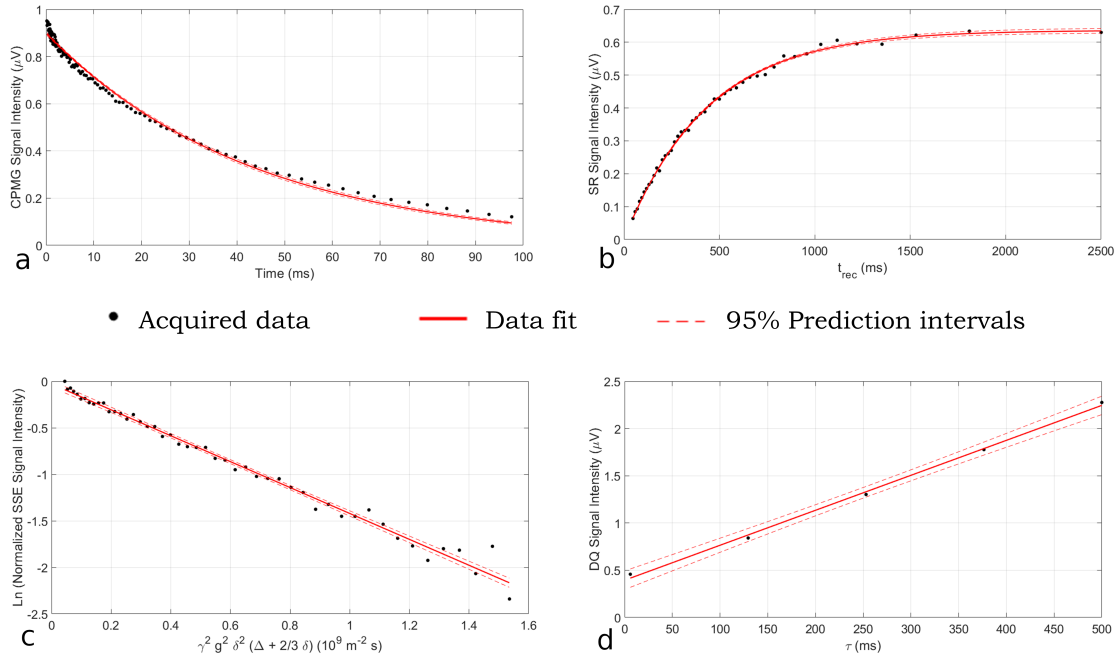 CPMG Signal Intensity (μV)
1
0.8
0.6
0.4
0.2
0
0 10 20 30 40 50 60 70 80 90 100
Time (ms)
a
SR Signal Intensity (μV)
0.7
0.6
0.5
0.4
0.3
0.2
0.1
0
0 500 1000 1500 2000 2500
t_rec (ms)
b
Acquired data Data fit 95% Prediction intervals
Ln (Normalized SSE Signal Intensity)
0
-0.5
-1
-1.5
-2
-2.5
0 0.2 0.4 0.6 0.8 1 1.2 1.4 1.6
γ² g² δ² (Δ + 2/3 δ) (10⁹ m⁻² s)
c
DQ Signal Intensity (μV)
2.5
2
1.5
1
0.5
0
0 50 100 150 200 250 300 350 400 450 500
τ (ms)
d